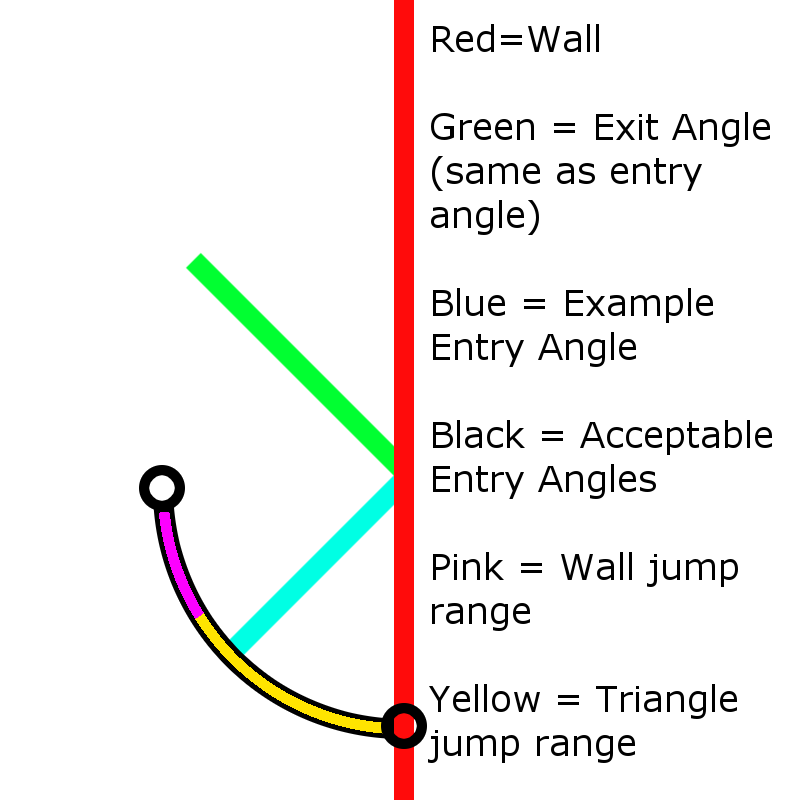 Red=Wall
Green = Exit Angle
(same as entry
angle)
Blue = Example
Entry Angle
Black = Acceptable
Entry Angles
Pink = Wall jump
range
Yellow = Triangle
jump range